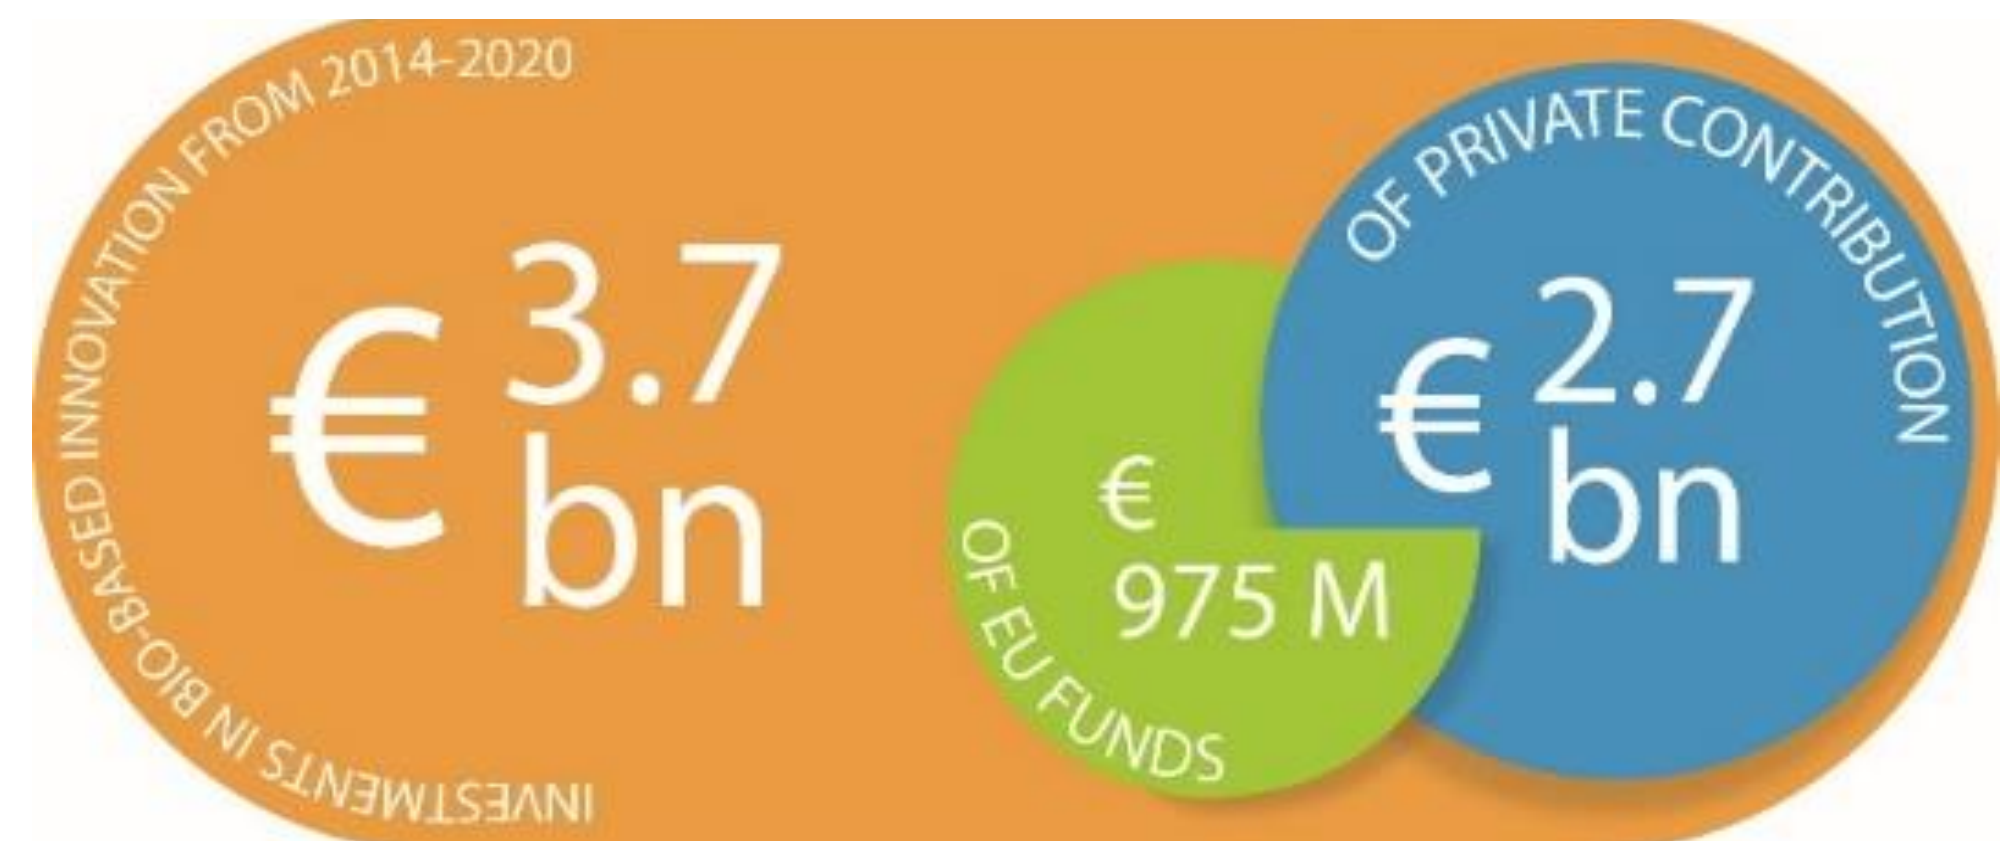 INVESTMENTS IN BIO-BASED INNOVATION FROM 2014-2020
€ 3.7
bn
€
975 M
OF EU FUNDS
OF PRIVATE CONTRIBUTION
€ 2.7
bn